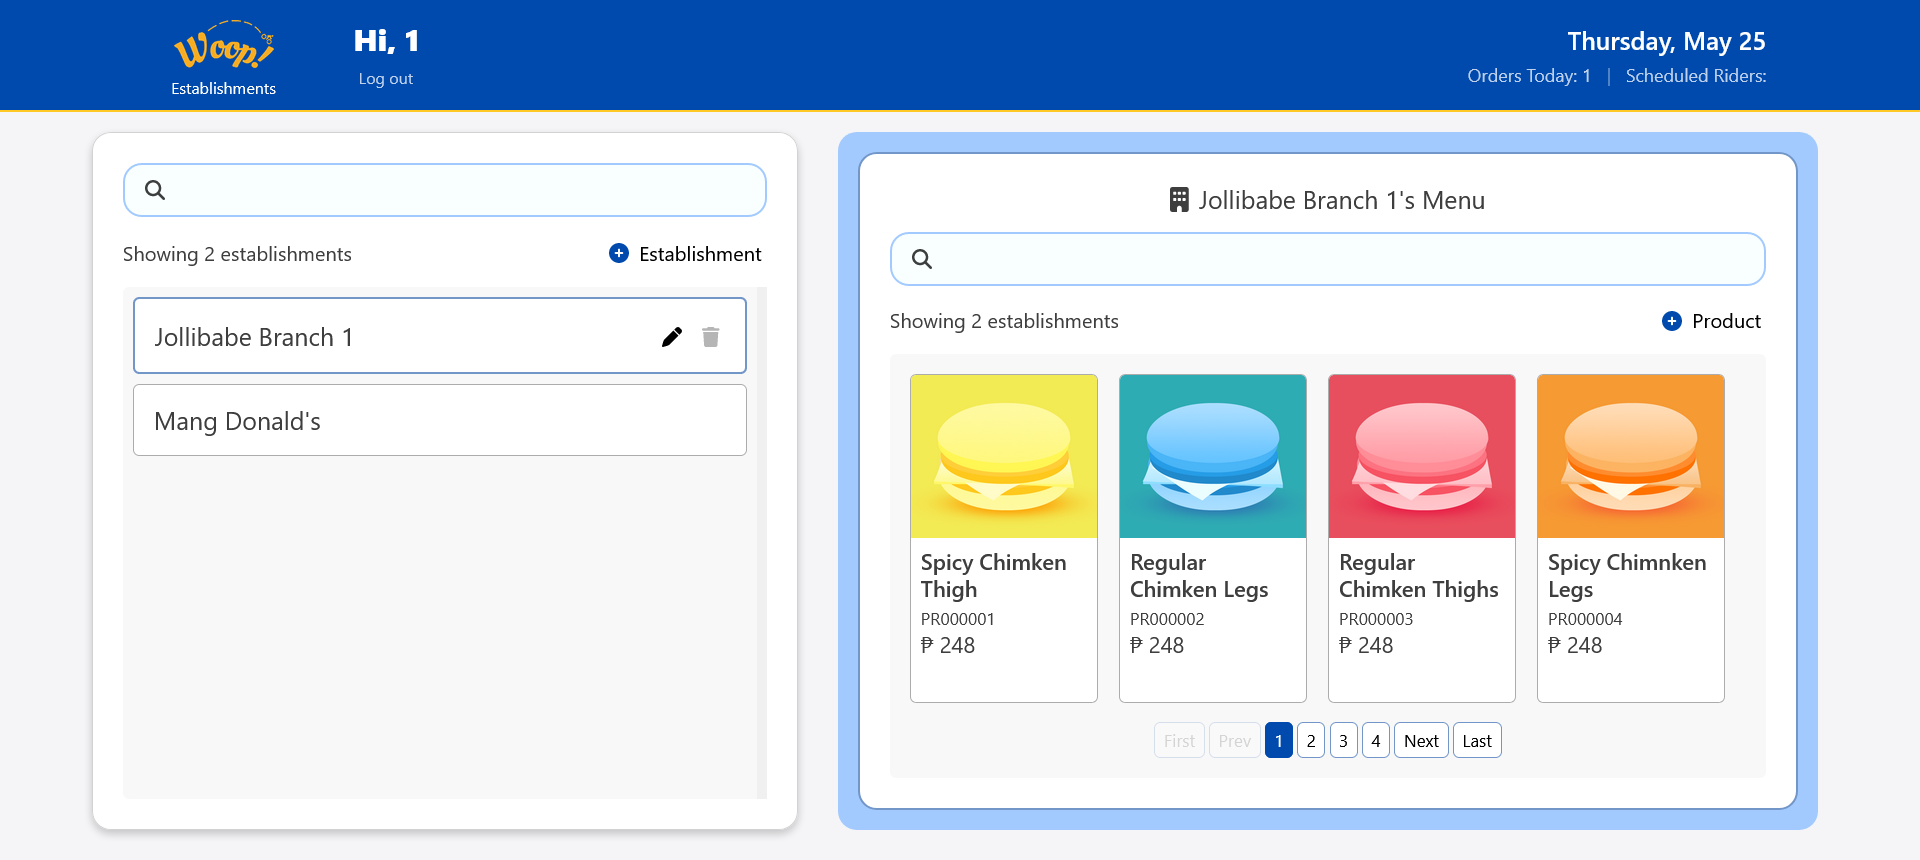 Woop!
Establishments
Hi, 1
Log out
Thursday, May 25
Orders Today: 1 | Scheduled Riders:
Showing 2 establishments
Establishment
Jollibabe Branch 1
Mang Donald's
Jollibabe Branch 1's Menu
Showing 2 establishments
Product
Spicy Chimken
Thigh
PR000001
₱ 248
Regular
Chimken Legs
PR000002
₱ 248
Regular
Chimken Thighs
PR000003
₱ 248
Spicy Chimnken
Legs
PR000004
₱ 248
First Prev 1 2 3 4 Next Last